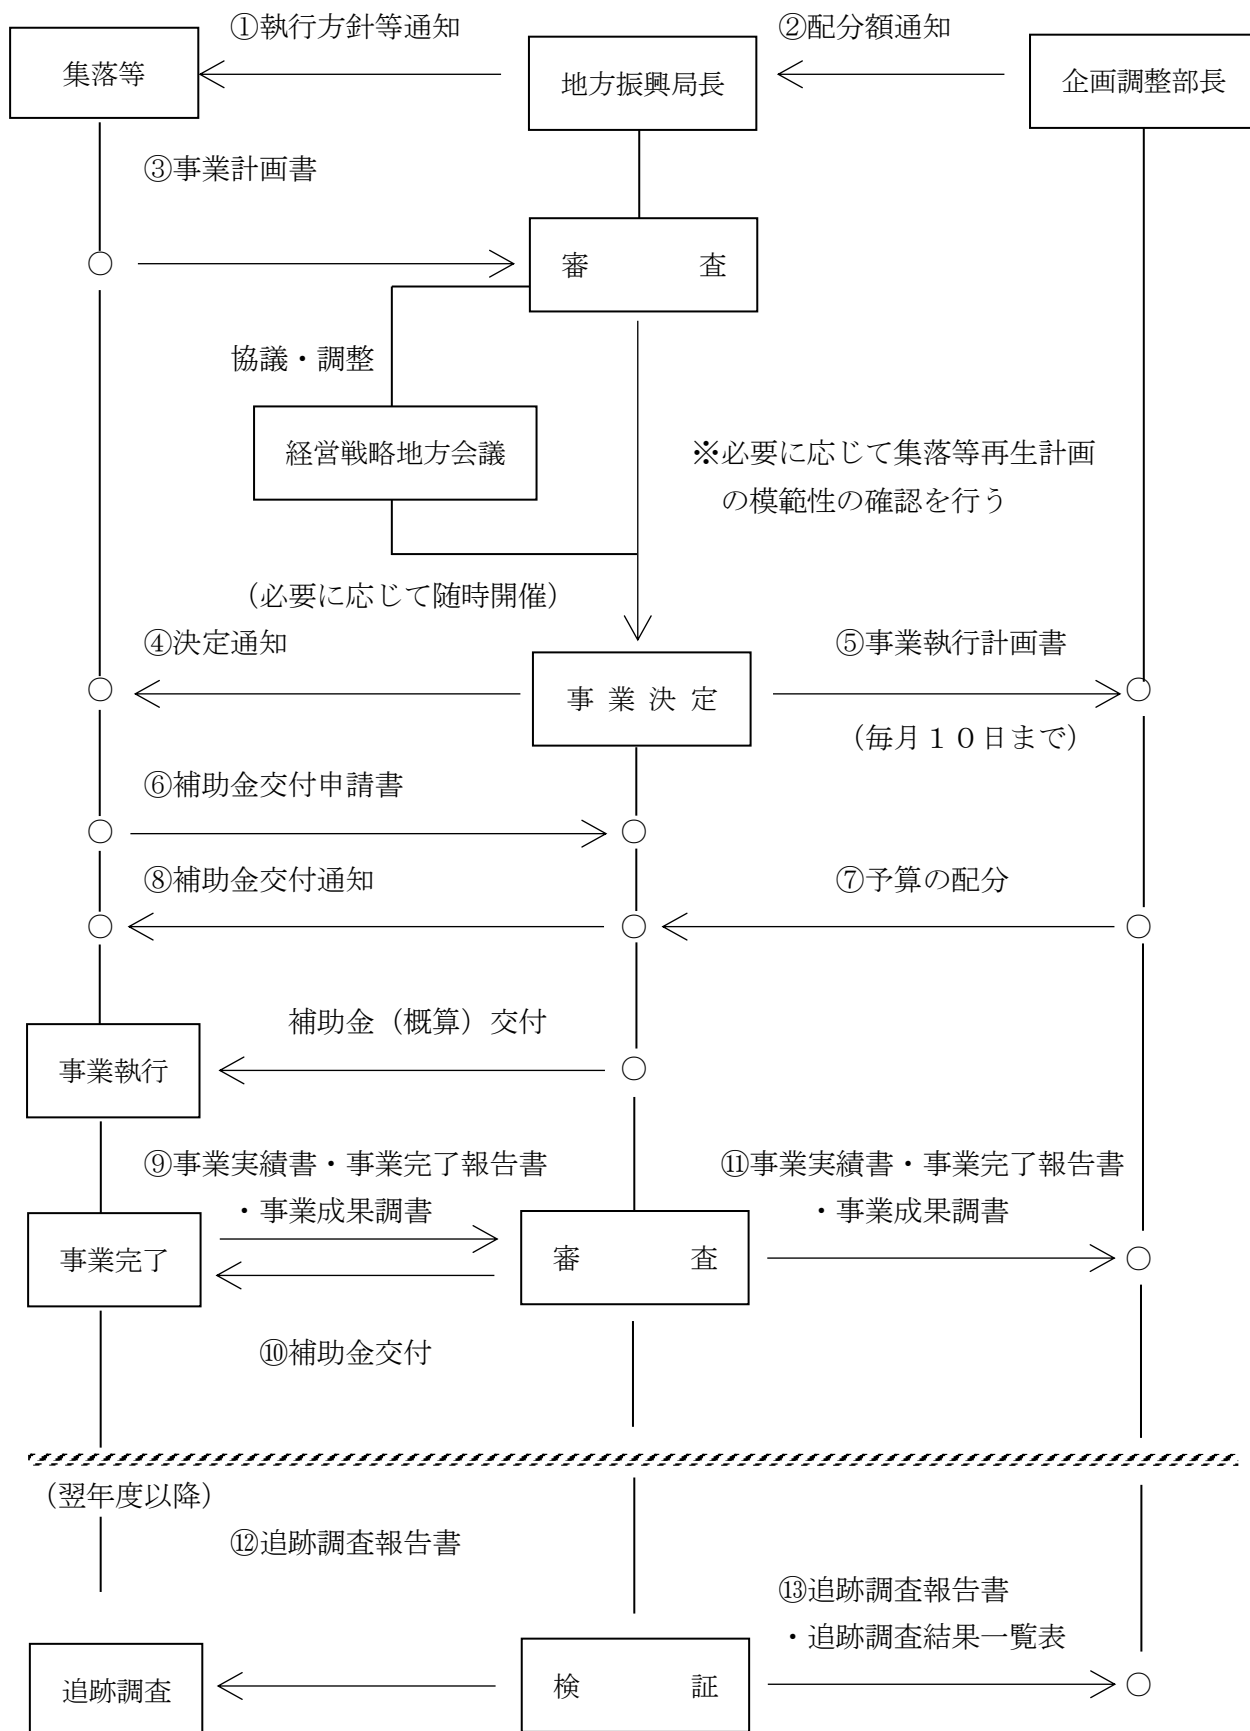 ①執行方針等通知
②配分額通知
集落等
地方振興局長
企画調整部長
③事業計画書
審　　　査
協議・調整
経営戦略地方会議
※必要に応じて集落等再生計画
の模範性の確認を行う
（必要に応じて随時開催）
④決定通知
⑤事業執行計画書
事 業 決 定
（毎月１０日まで）
⑥補助金交付申請書
⑧補助金交付通知
⑦予算の配分
補助金（概算）交付
事業執行
⑨事業実績書・事業完了報告書
・事業成果調書
⑪事業実績書・事業完了報告書
・事業成果調書
事業完了
審　　　査
⑩補助金交付
（翌年度以降）
⑫追跡調査報告書
⑬追跡調査報告書
・追跡調査結果一覧表
追跡調査
検　　　証